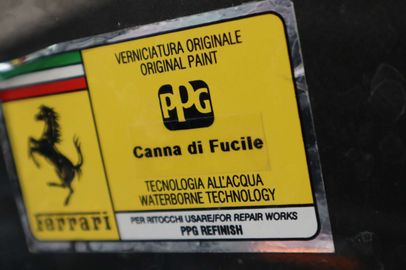 VERNICIATURA ORIGINALE
ORIGINAL PAINT
PPG
Canna di Fucile
TECNOLOGIA ALL'ACQUA
WATERBORNE TECHNOLOGY
Ferrari
PER RITOCCHI USARE/FOR REPAIR WORKS
PPG REFINISH